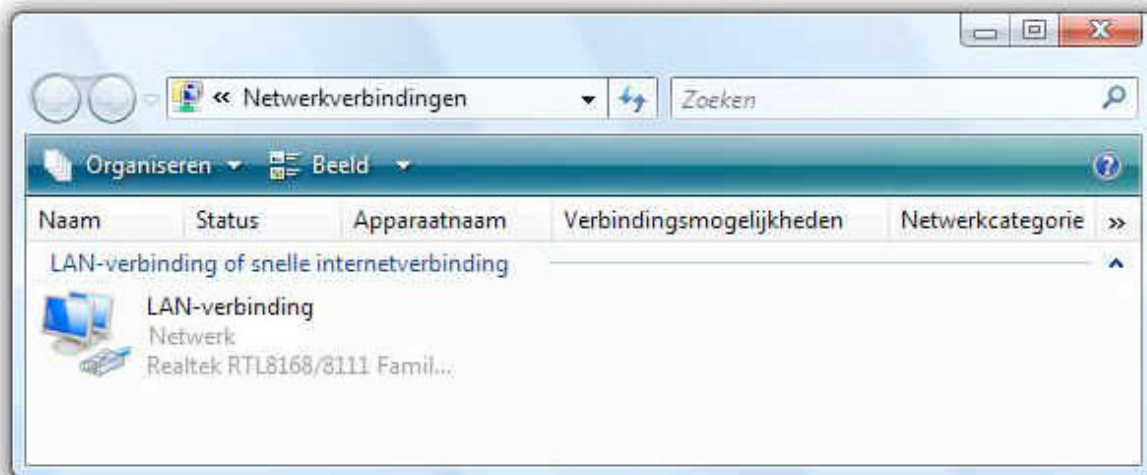 « Netwerkverbindingen
Zoeken
Organiseren Beeld
Naam Status Apparaatnaam Verbindingsmogelijkheden Netwerkcategorie »
LAN-verbinding of snelle internetverbinding
LAN-verbinding
Netwerk
Realtek RTL8168/8111 Famil...